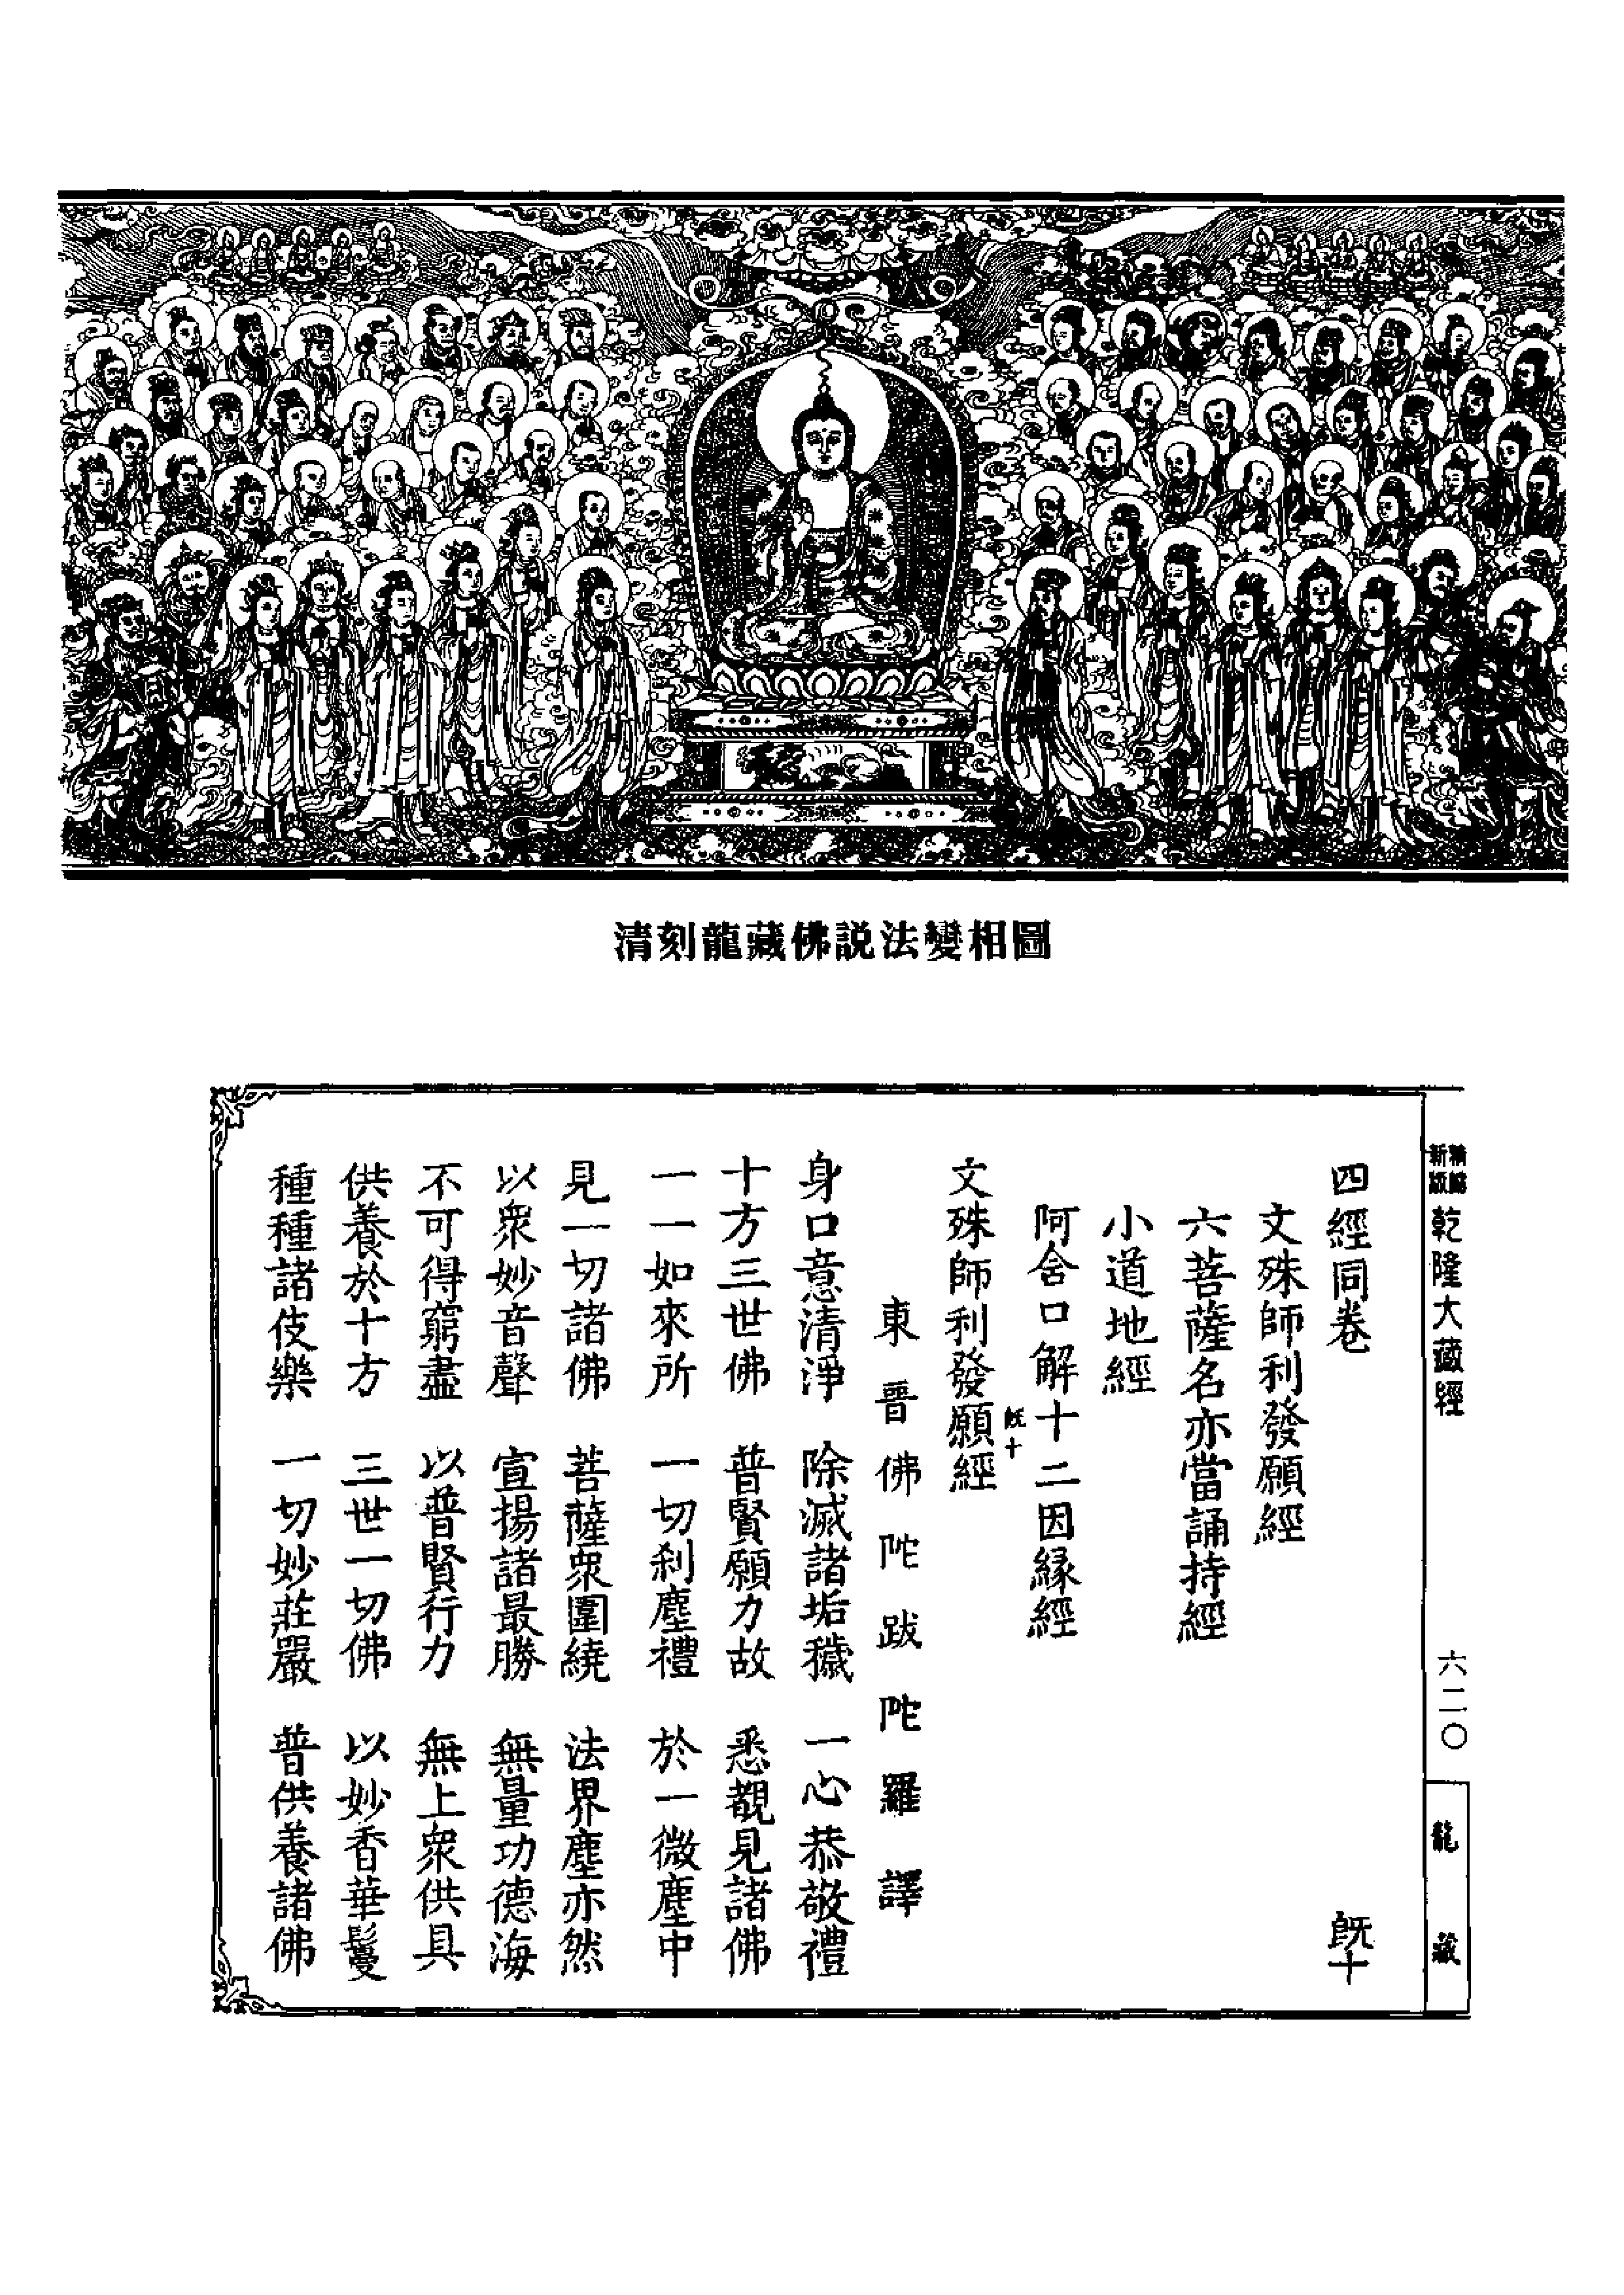 清刻龍藏佛説法變相圖
新版
精縮
乾隆大藏經
六二〇
龍藏
四經同卷 旣十
文殊師利發願經
六菩薩名亦當誦持經
小道地經
阿含口解十二因緣經
文殊師利發願經 旣十
東晉佛陀跋陀羅譯
身口意清淨 除滅諸垢穢 一心恭敬禮
十方三世佛 普賢願力故 悉覩見諸佛
一一如來所 一切剎塵禮 於一微塵中
見一切諸佛 菩薩衆圍繞 法界塵亦然
以衆妙音聲 宣揚諸最勝 無量功德海
不可得窮盡 以普賢行力 無上衆供具
供養於十方 三世一切佛 以妙香華鬘
種種諸伎樂 一切妙莊嚴 普供養諸佛